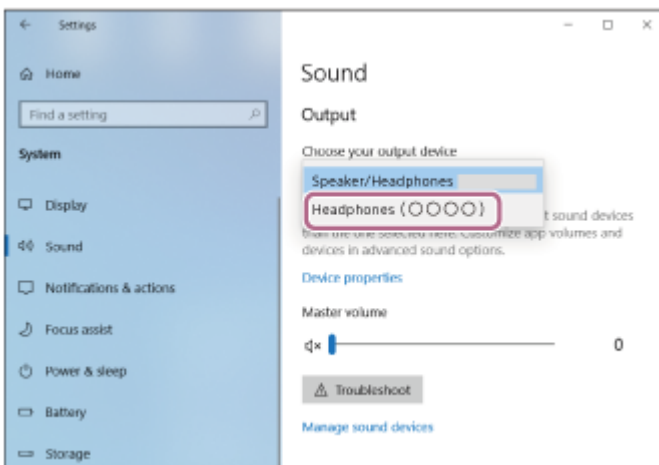 Settings
Home
Find a setting
System
Display
Sound
Notifications & actions
Focus assist
Power & sleep
Battery
Storage
Sound
Output
Choose your output device
Speaker/Headphones
Headphones (○○○○)
t sound devices
than the one selected here. Customize app volumes and
devices in advanced sound options.
Device properties
Master volume
0
Troubleshoot
Manage sound devices